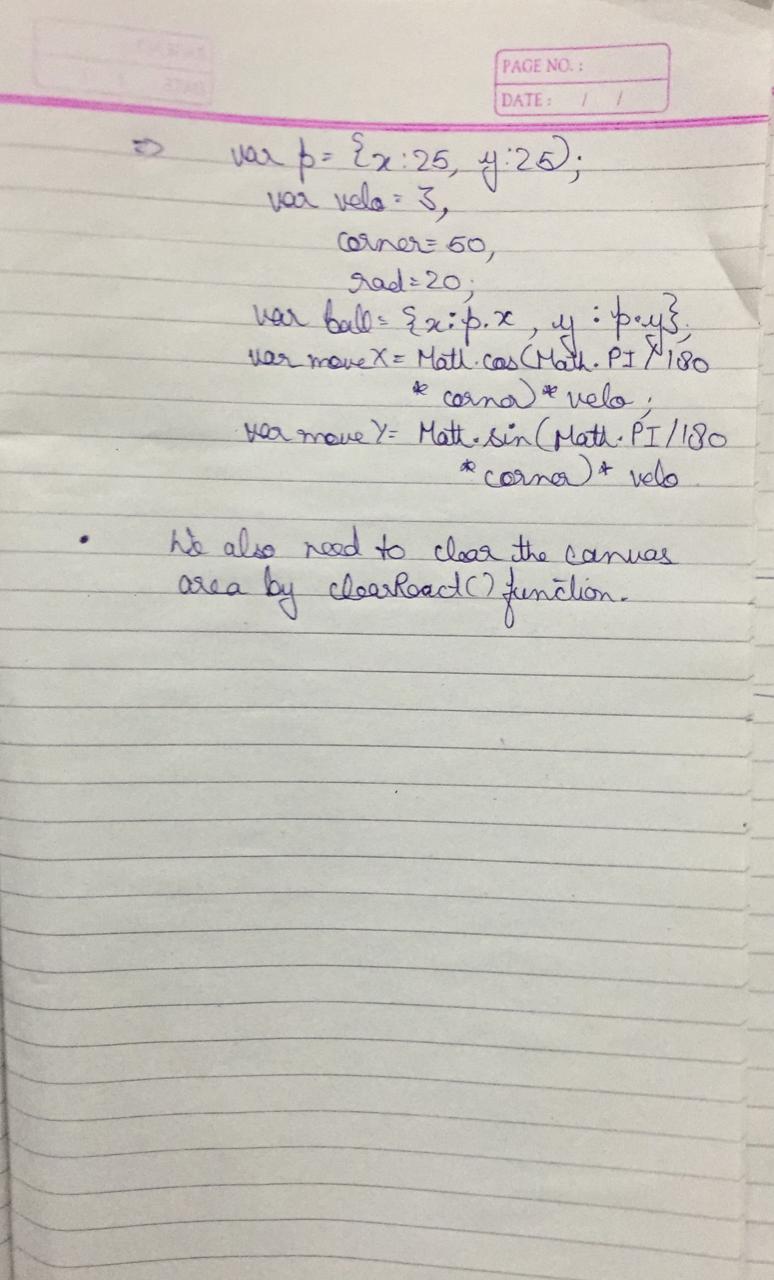 PAGE NO. :
DATE : / /
⇒ var p = {x:25, y:25);
var velo = 3,
corner = 50,
rad = 20;
var ball = {x:p.x , y : p.y};
var moveX = Math.cos(Math.PI/180
* corner) * velo ;
var moveY = Math.sin(Math.PI/180
* corner) * velo
• We also need to clear the canvas
area by clearReact() function.